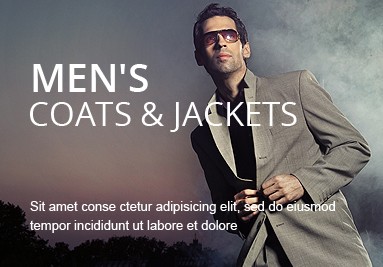 MEN'S
COATS & JACKETS
Sit amet conse ctetur adipisicing elit, sed do eiusmod
tempor incididunt ut labore et dolore